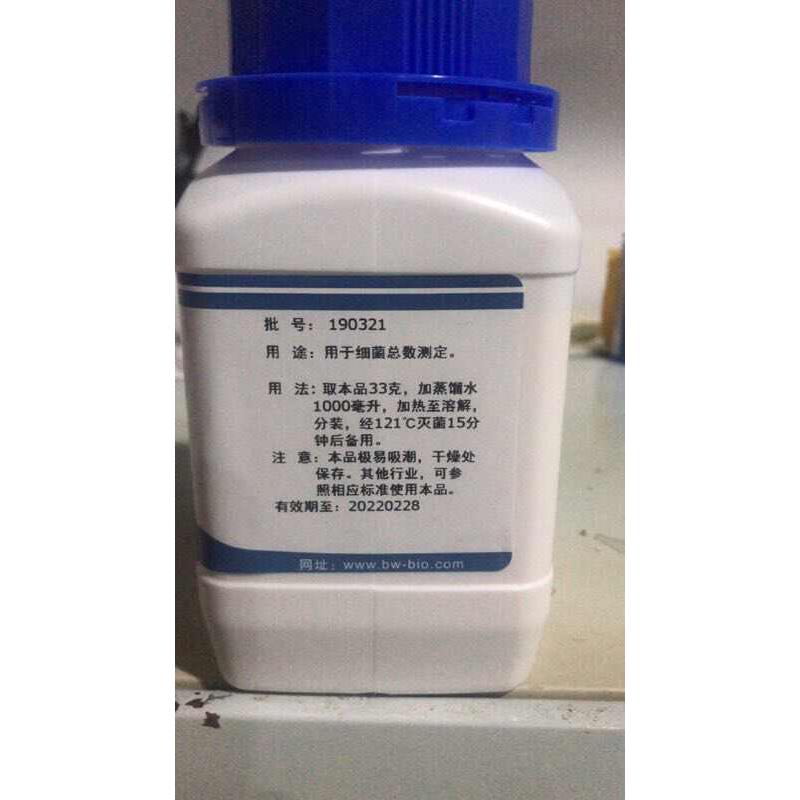 批 号： 190321
用 途：用于细菌总数测定。
用 法：取本品33克，加蒸馏水
1000毫升，加热至溶解，
分装，经121℃灭菌15分
钟后备用。
注 意：本品极易吸潮，干燥处
保存。其他行业，可参
照相应标准使用本品。
有效期至：20220228
网址：www.bw-bio.com